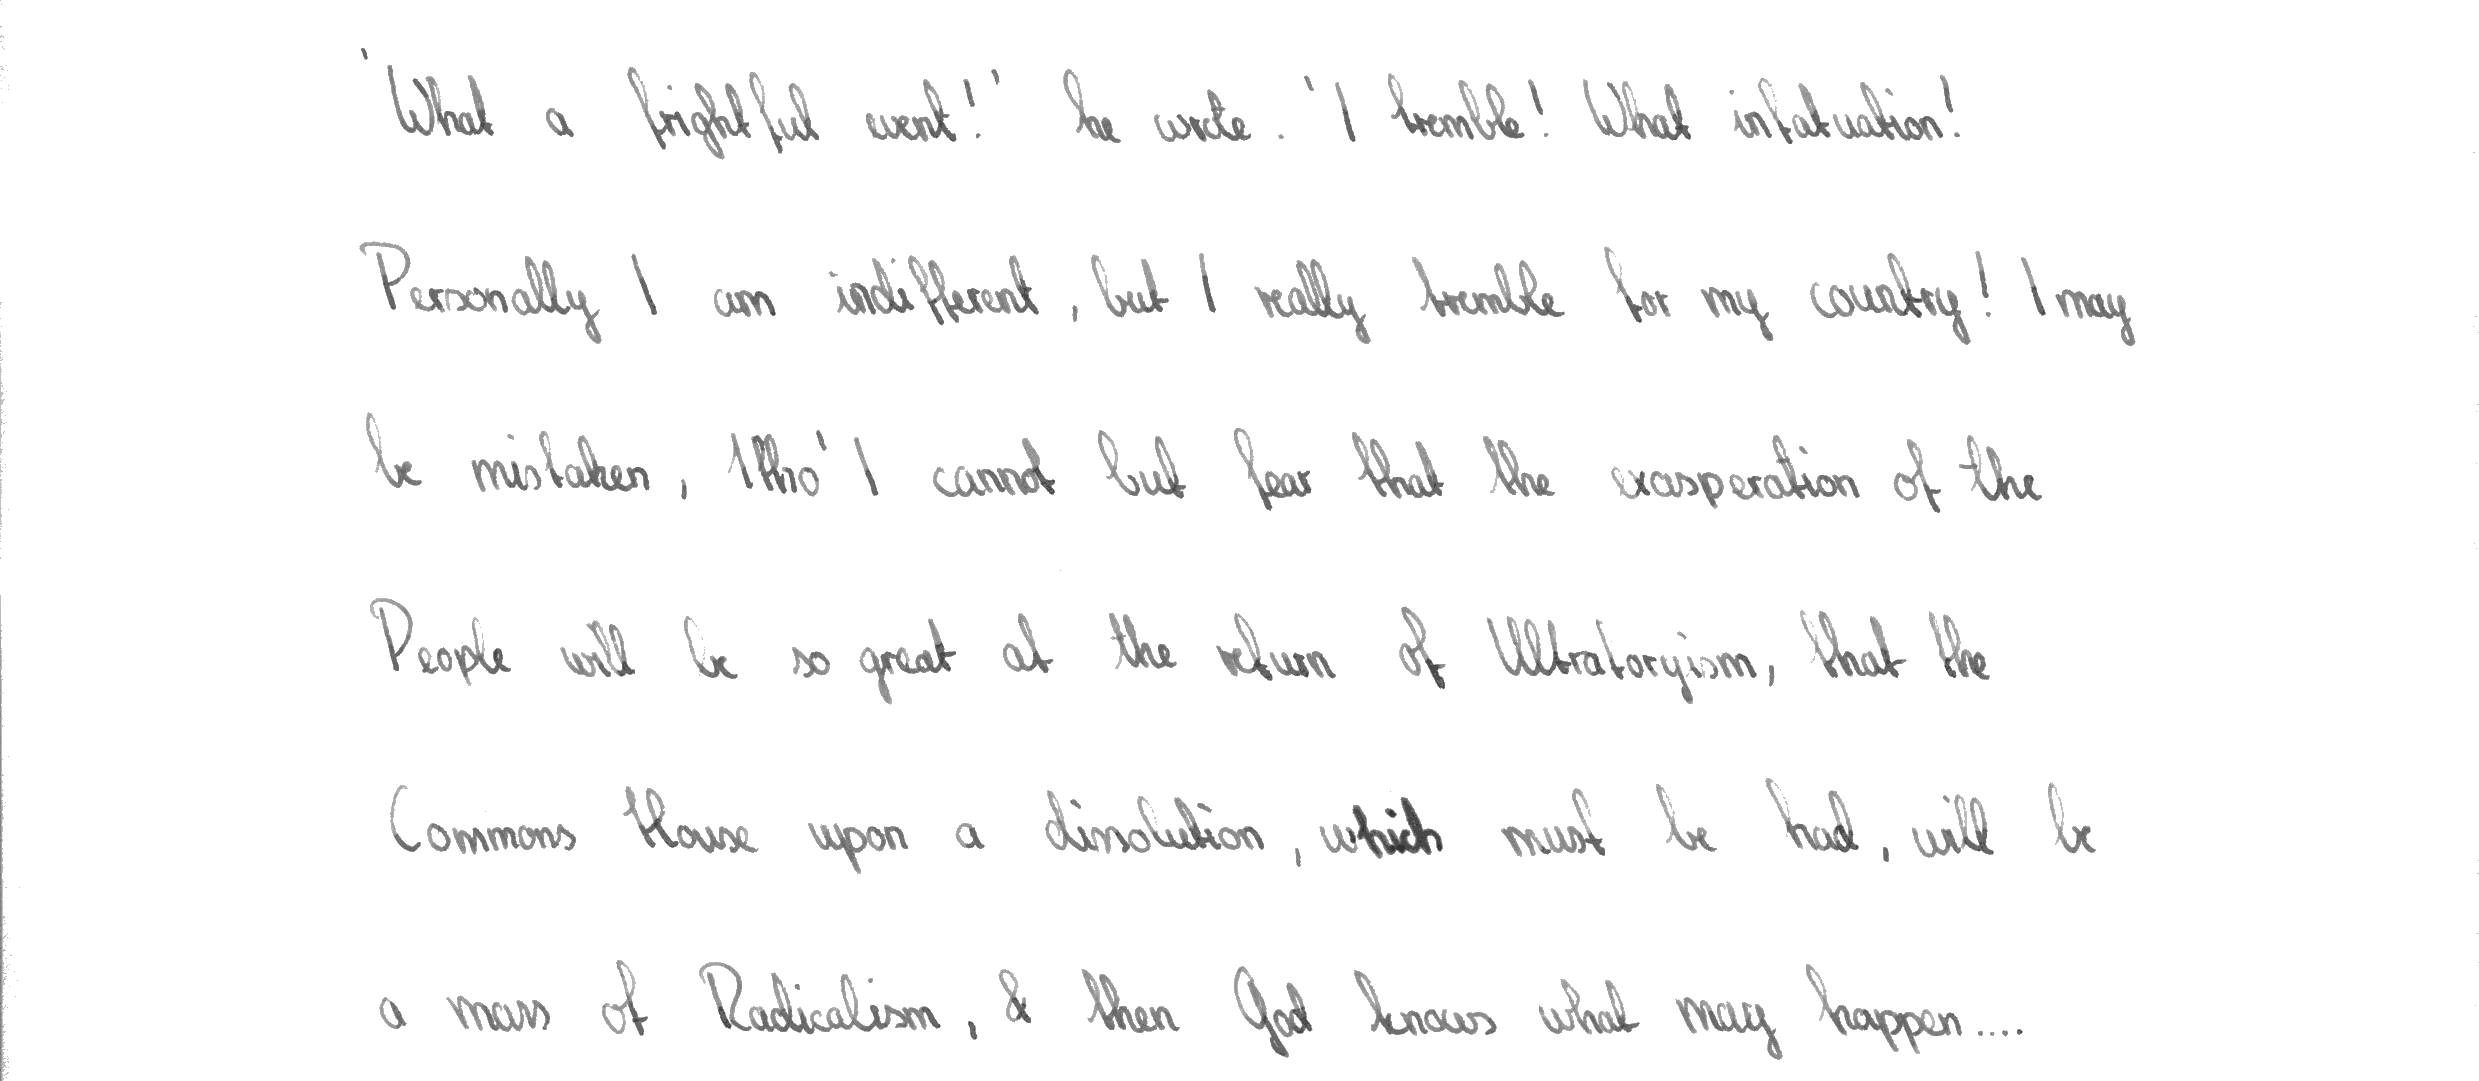 'What a frightful event!' he wrote. 'I tremble! What infatuation!
Personally I am indifferent, but I really tremble for my country! I may
be mistaken, tho' I cannot but fear that the exasperation of the
People will be so great at the return of Ultratoryism, that the
Commons House upon a dissolution, which must be had, will be
a mass of Radicalism, & then God knows what may happen....